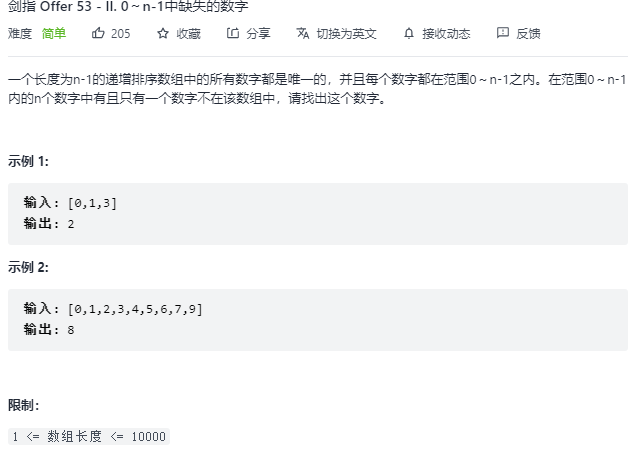 剑指 Offer 53 - II. 0～n-1中缺失的数字
难度 简单 205 收藏 分享 切换为英文 接收动态 反馈
一个长度为n-1的递增排序数组中的所有数字都是唯一的，并且每个数字都在范围0～n-1之内。在范围0～n-1
内的n个数字中有且只有一个数字不在该数组中，请找出这个数字。
示例 1:
输入: [0,1,3]
输出: 2
示例 2:
输入: [0,1,2,3,4,5,6,7,9]
输出: 8
限制：
1 <= 数组长度 <= 10000